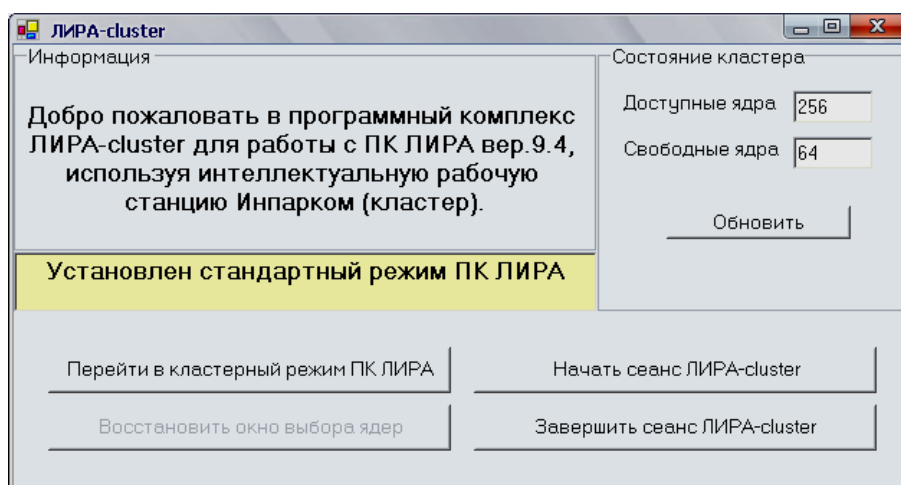 ЛИРА-cluster
Информация
Добро пожаловать в программный комплекс
ЛИРА-cluster для работы с ПК ЛИРА вер.9.4,
используя интеллектуальную рабочую
станцию Инпарком (кластер).
Установлен стандартный режим ПК ЛИРА
Состояние кластера
Доступные ядра 256
Свободные ядра 64
Обновить
Перейти в кластерный режим ПК ЛИРА
Начать сеанс ЛИРА-cluster
Восстановить окно выбора ядер
Завершить сеанс ЛИРА-cluster